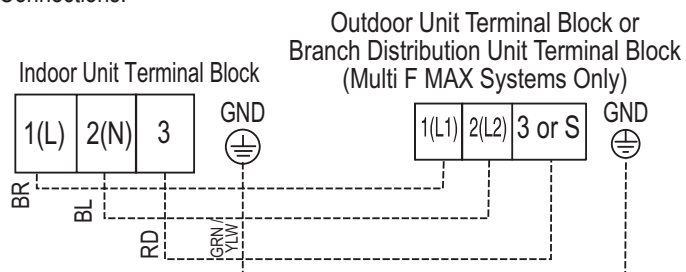 Connections.
Outdoor Unit Terminal Block or
Branch Distribution Unit Terminal Block
(Multi F MAX Systems Only)
Indoor Unit Terminal Block
1(L) 2(N) 3
GND
1(L1) 2(L2) 3 or S
GND
BR
BL
RD
GRN /
YLW